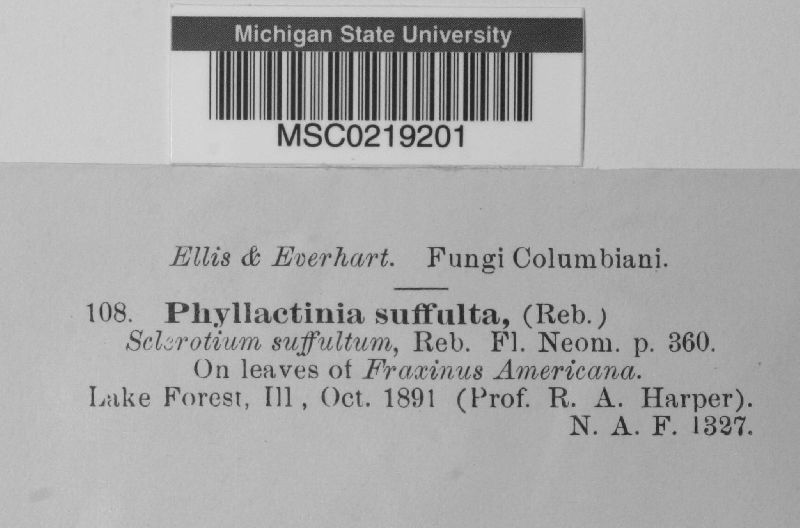 Michigan State University
MSC0219201
Ellis & Everhart. Fungi Columbiani.
108. Phyllactinia suffulta, (Reb.)
Sclerotium suffultum, Reb. Fl. Neom. p. 360.
On leaves of Fraxinus Americana.
Lake Forest, Ill , Oct. 1891 (Prof. R. A. Harper).
N. A. F. 1327.